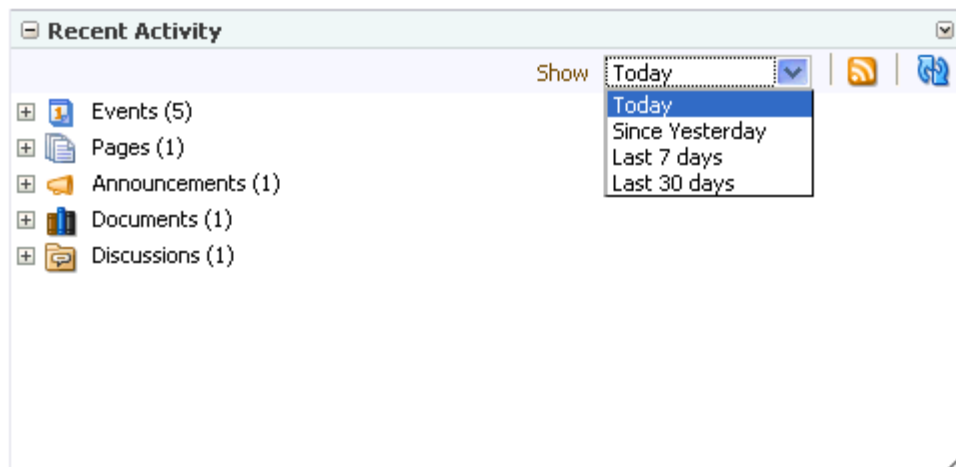 Recent Activity
Show Today
Today
Since Yesterday
Last 7 days
Last 30 days
Events (5)
Pages (1)
Announcements (1)
Documents (1)
Discussions (1)